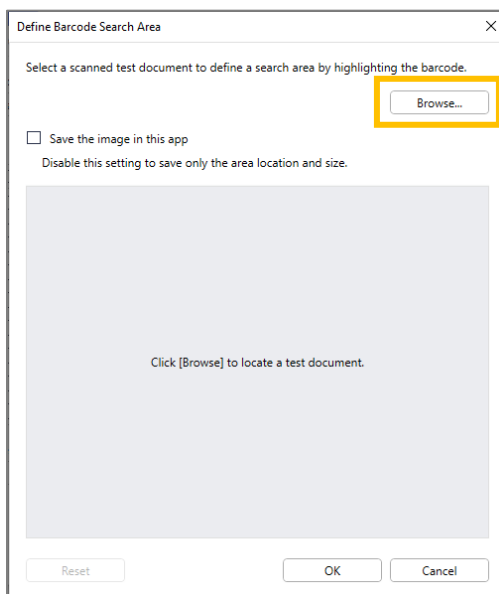 Define Barcode Search Area
Select a scanned test document to define a search area by highlighting the barcode.
Browse...
Save the image in this app
Disable this setting to save only the area location and size.
Click [Browse] to locate a test document.
Reset
OK
Cancel